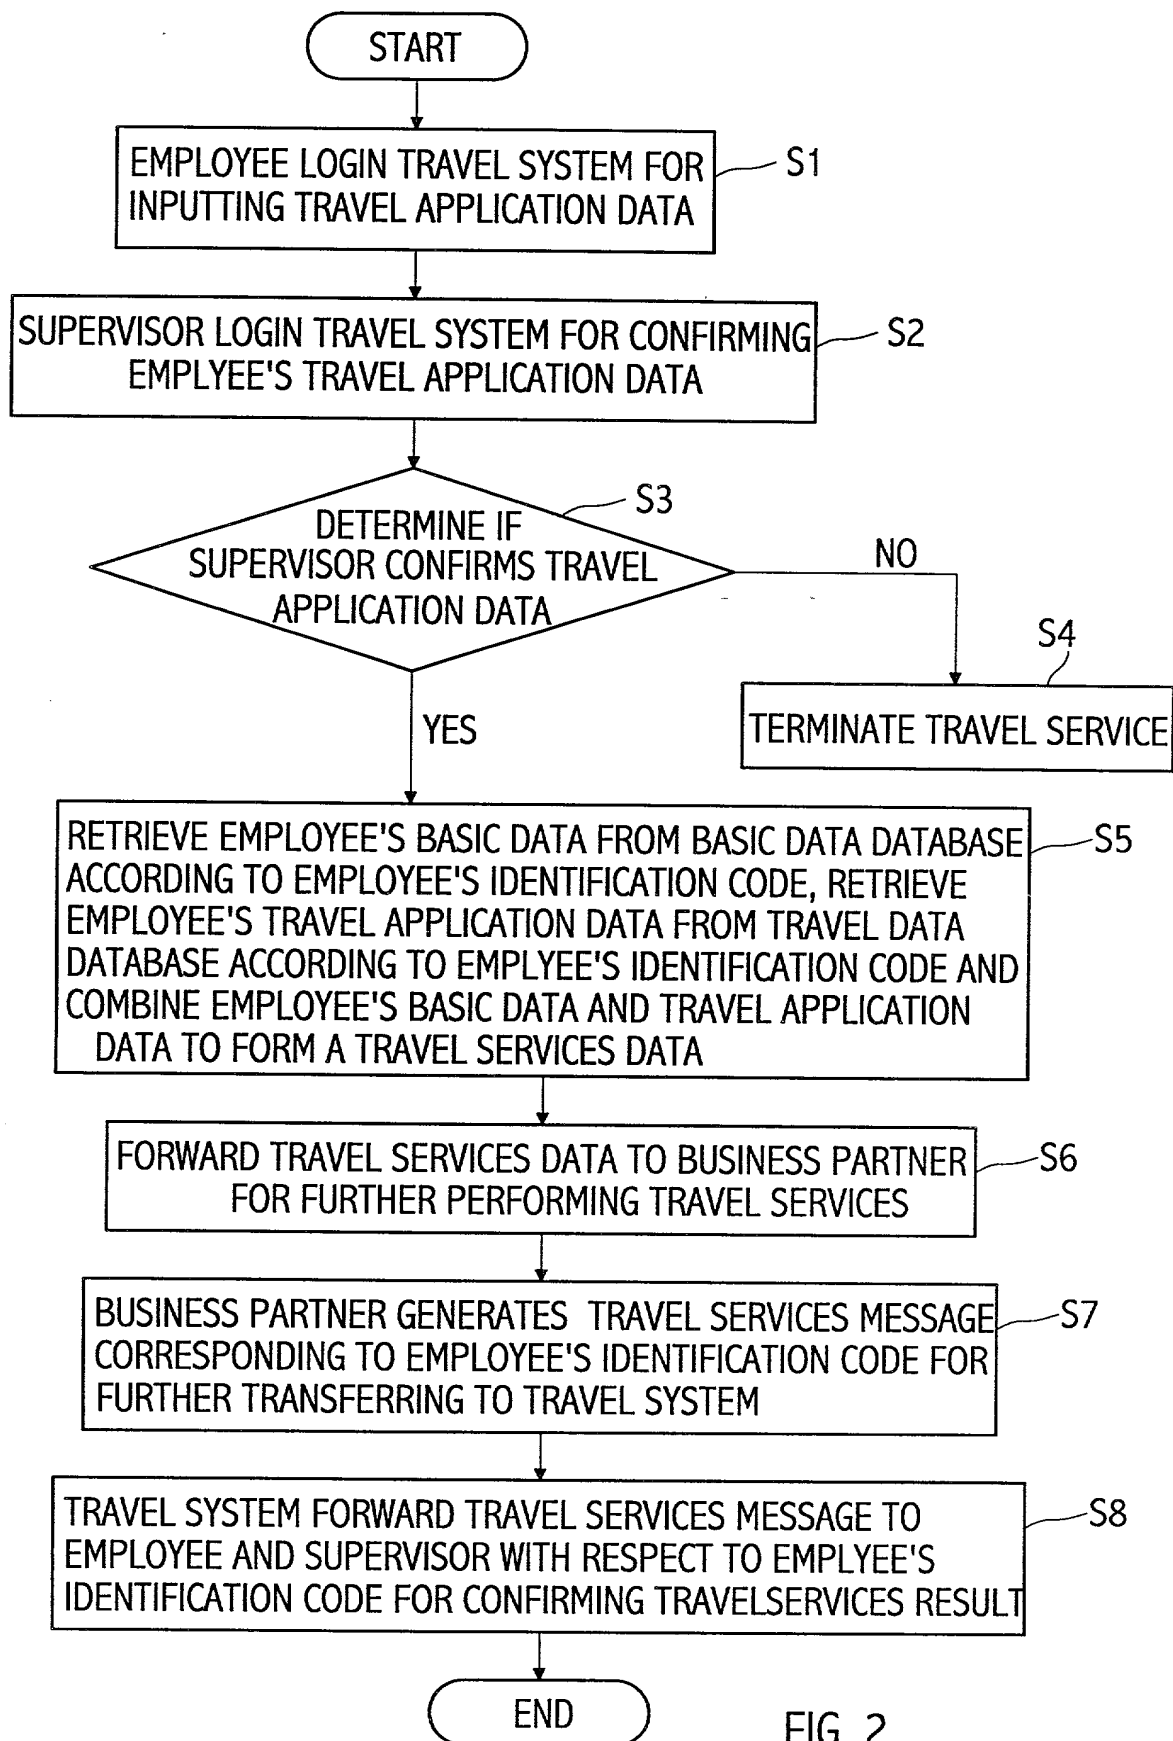 START
EMPLOYEE LOGIN TRAVEL SYSTEM FOR
INPUTTING TRAVEL APPLICATION DATA
S1
SUPERVISOR LOGIN TRAVEL SYSTEM FOR CONFIRMING
EMPLYEE'S TRAVEL APPLICATION DATA
S2
DETERMINE IF
SUPERVISOR CONFIRMS TRAVEL
APPLICATION DATA
S3
NO
S4
TERMINATE TRAVEL SERVICE
YES
RETRIEVE EMPLOYEE'S BASIC DATA FROM BASIC DATA DATABASE
ACCORDING TO EMPLOYEE'S IDENTIFICATION CODE, RETRIEVE
EMPLOYEE'S TRAVEL APPLICATION DATA FROM TRAVEL DATA
DATABASE ACCORDING TO EMPLYEE'S IDENTIFICATION CODE AND
COMBINE EMPLOYEE'S BASIC DATA AND TRAVEL APPLICATION
DATA TO FORM A TRAVEL SERVICES DATA
S5
FORWARD TRAVEL SERVICES DATA TO BUSINESS PARTNER
FOR FURTHER PERFORMING TRAVEL SERVICES
S6
BUSINESS PARTNER GENERATES TRAVEL SERVICES MESSAGE
CORRESPONDING TO EMPLOYEE'S IDENTIFICATION CODE FOR
FURTHER TRANSFERRING TO TRAVEL SYSTEM
S7
TRAVEL SYSTEM FORWARD TRAVEL SERVICES MESSAGE TO
EMPLOYEE AND SUPERVISOR WITH RESPECT TO EMPLYEE'S
IDENTIFICATION CODE FOR CONFIRMING TRAVELSERVICES RESULT
S8
END
FIG. 2